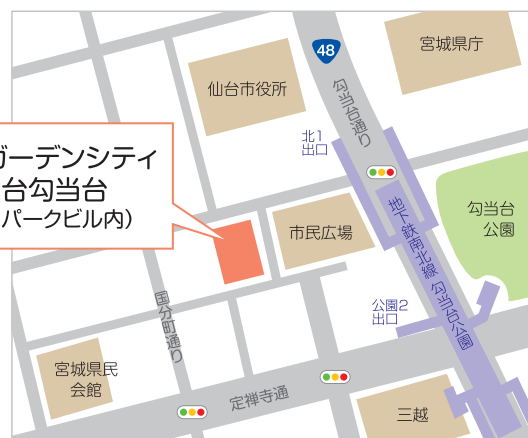 48
宮城県庁
仙台市役所
勾当台通り
北1
出口
ガーデンシティ
台勾当台
パークビル内)
勾当台
公園
市民広場
地下鉄南北線 勾当台公園
国分町通り
公園2
出口
宮城県民
会館
定禅寺通
三越